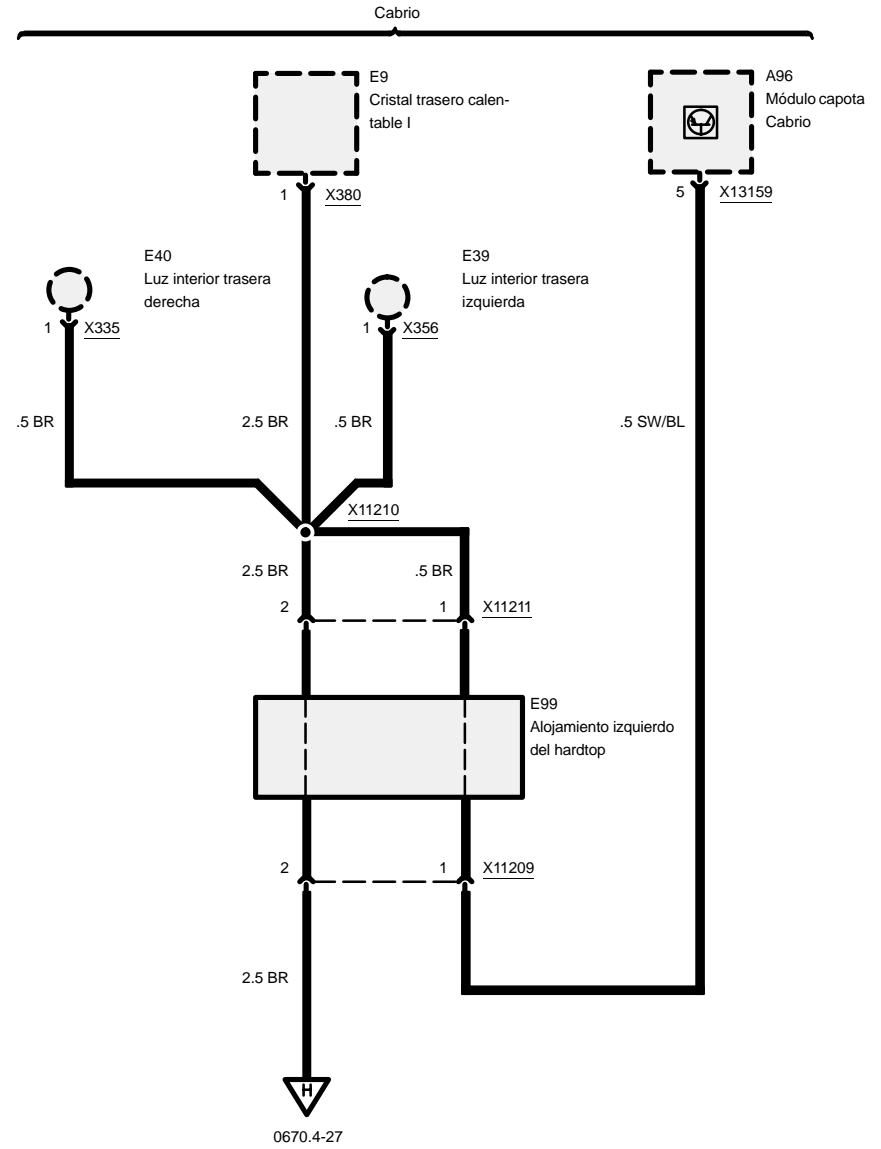 Cabrio
E9
Cristal trasero calen-
table I
A96
Módulo capota
Cabrio
1 X380
5 X13159
E40
Luz interior trasera
derecha
E39
Luz interior trasera
izquierda
1 X335
1 X356
.5 BR
2.5 BR
.5 BR
.5 SW/BL
X11210
2.5 BR
.5 BR
2
1 X11211
E99
Alojamiento izquierdo
del hardtop
2
1 X11209
2.5 BR
H
0670.4-27